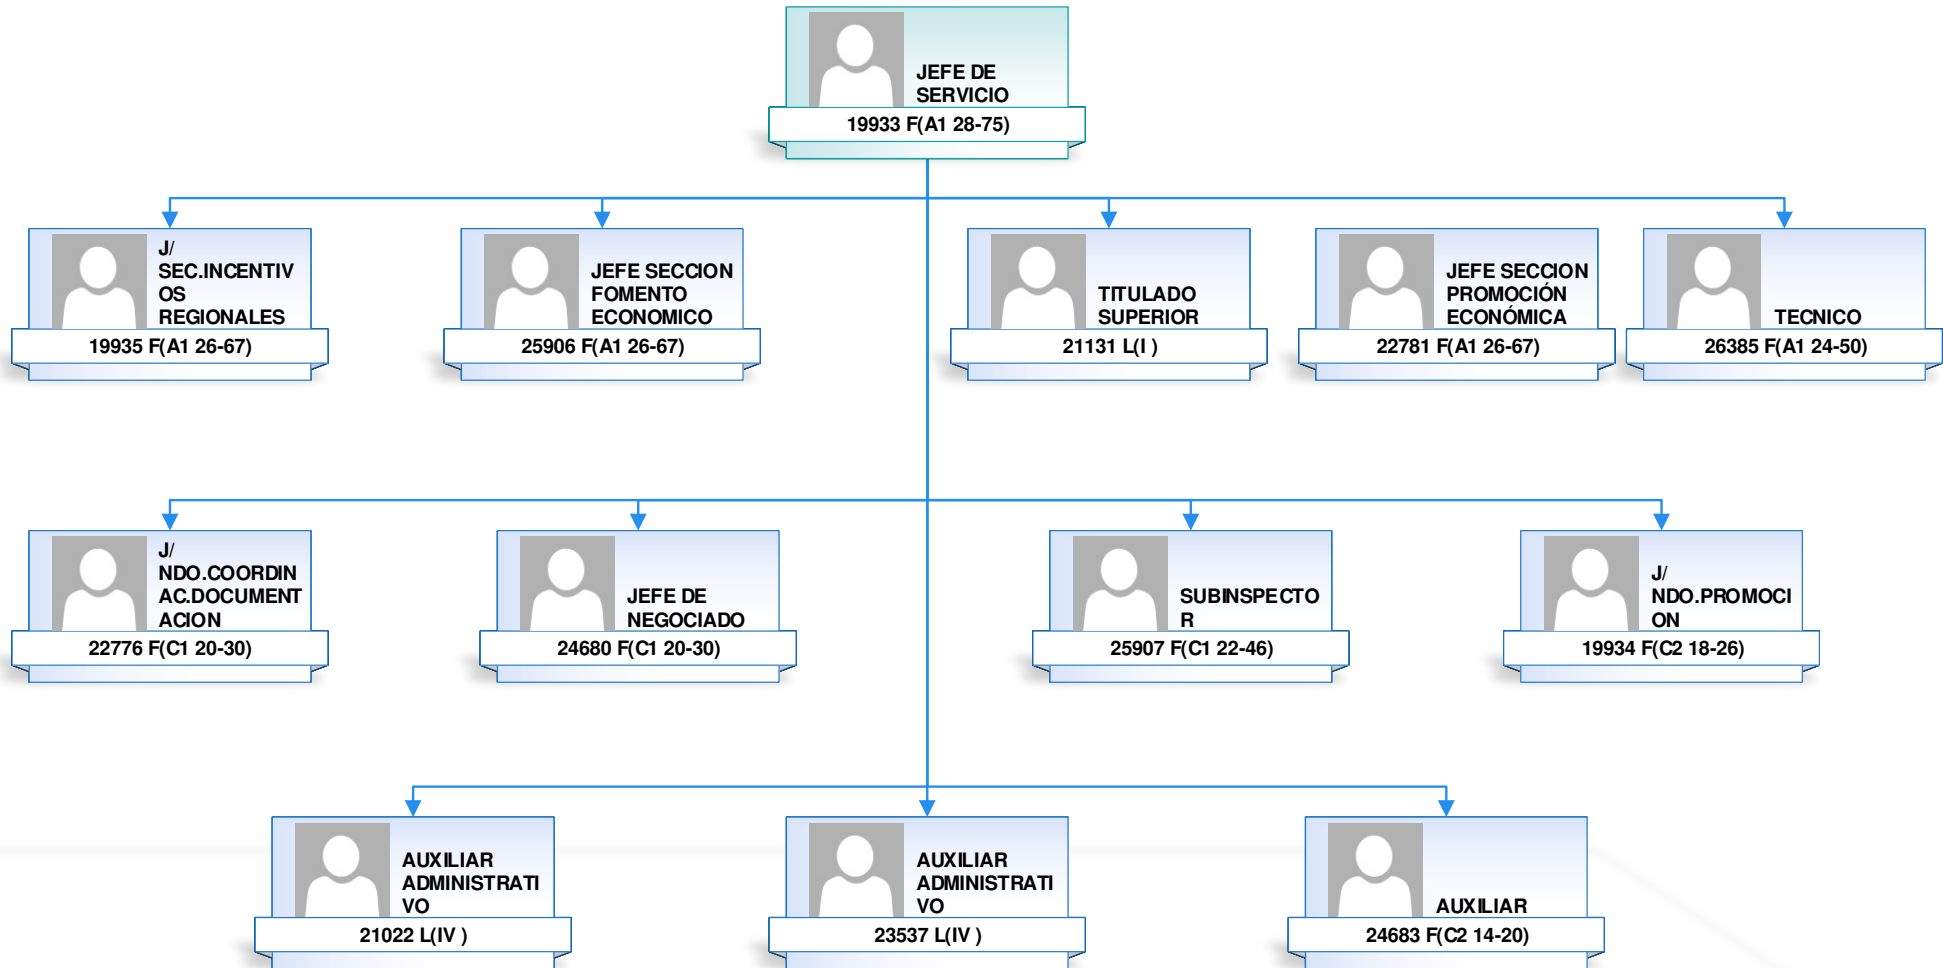 JEFE DE
SERVICIO
19933 F(A1 28-75)
J/
SEC.INCENTIV
OS
REGIONALES
19935 F(A1 26-67)
JEFE SECCION
FOMENTO
ECONOMICO
25906 F(A1 26-67)
TITULADO
SUPERIOR
21131 L(I )
JEFE SECCION
PROMOCIÓN
ECONÓMICA
22781 F(A1 26-67)
TECNICO
26385 F(A1 24-50)
J/
NDO.COORDIN
AC.DOCUMENT
ACION
22776 F(C1 20-30)
JEFE DE
NEGOCIADO
24680 F(C1 20-30)
SUBINSPECTO
R
25907 F(C1 22-46)
J/
NDO.PROMOCI
ON
19934 F(C2 18-26)
AUXILIAR
ADMINISTRATI
VO
21022 L(IV )
AUXILIAR
ADMINISTRATI
VO
23537 L(IV )
AUXILIAR
24683 F(C2 14-20)